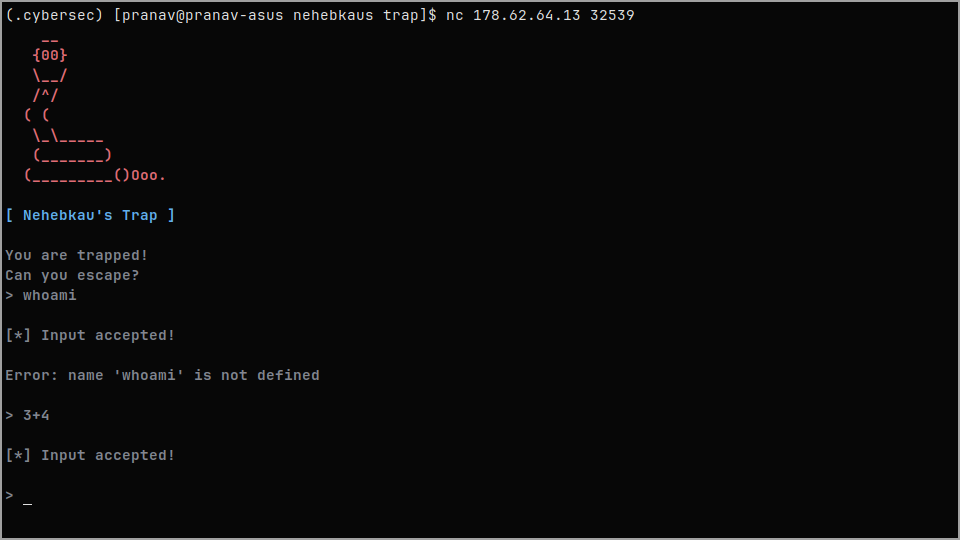 (.cybersec) [pranav@pranav-asus nehebkaus trap]$ nc 178.62.64.13 32539
    __
   {00}
   \__/
   /^/
  ( (
   \_\_____
   (_______)
  (_________()Ooo.
[ Nehebkau's Trap ]
You are trapped!
Can you escape?
> whoami
[*] Input accepted!
Error: name 'whoami' is not defined
> 3+4
[*] Input accepted!
> _